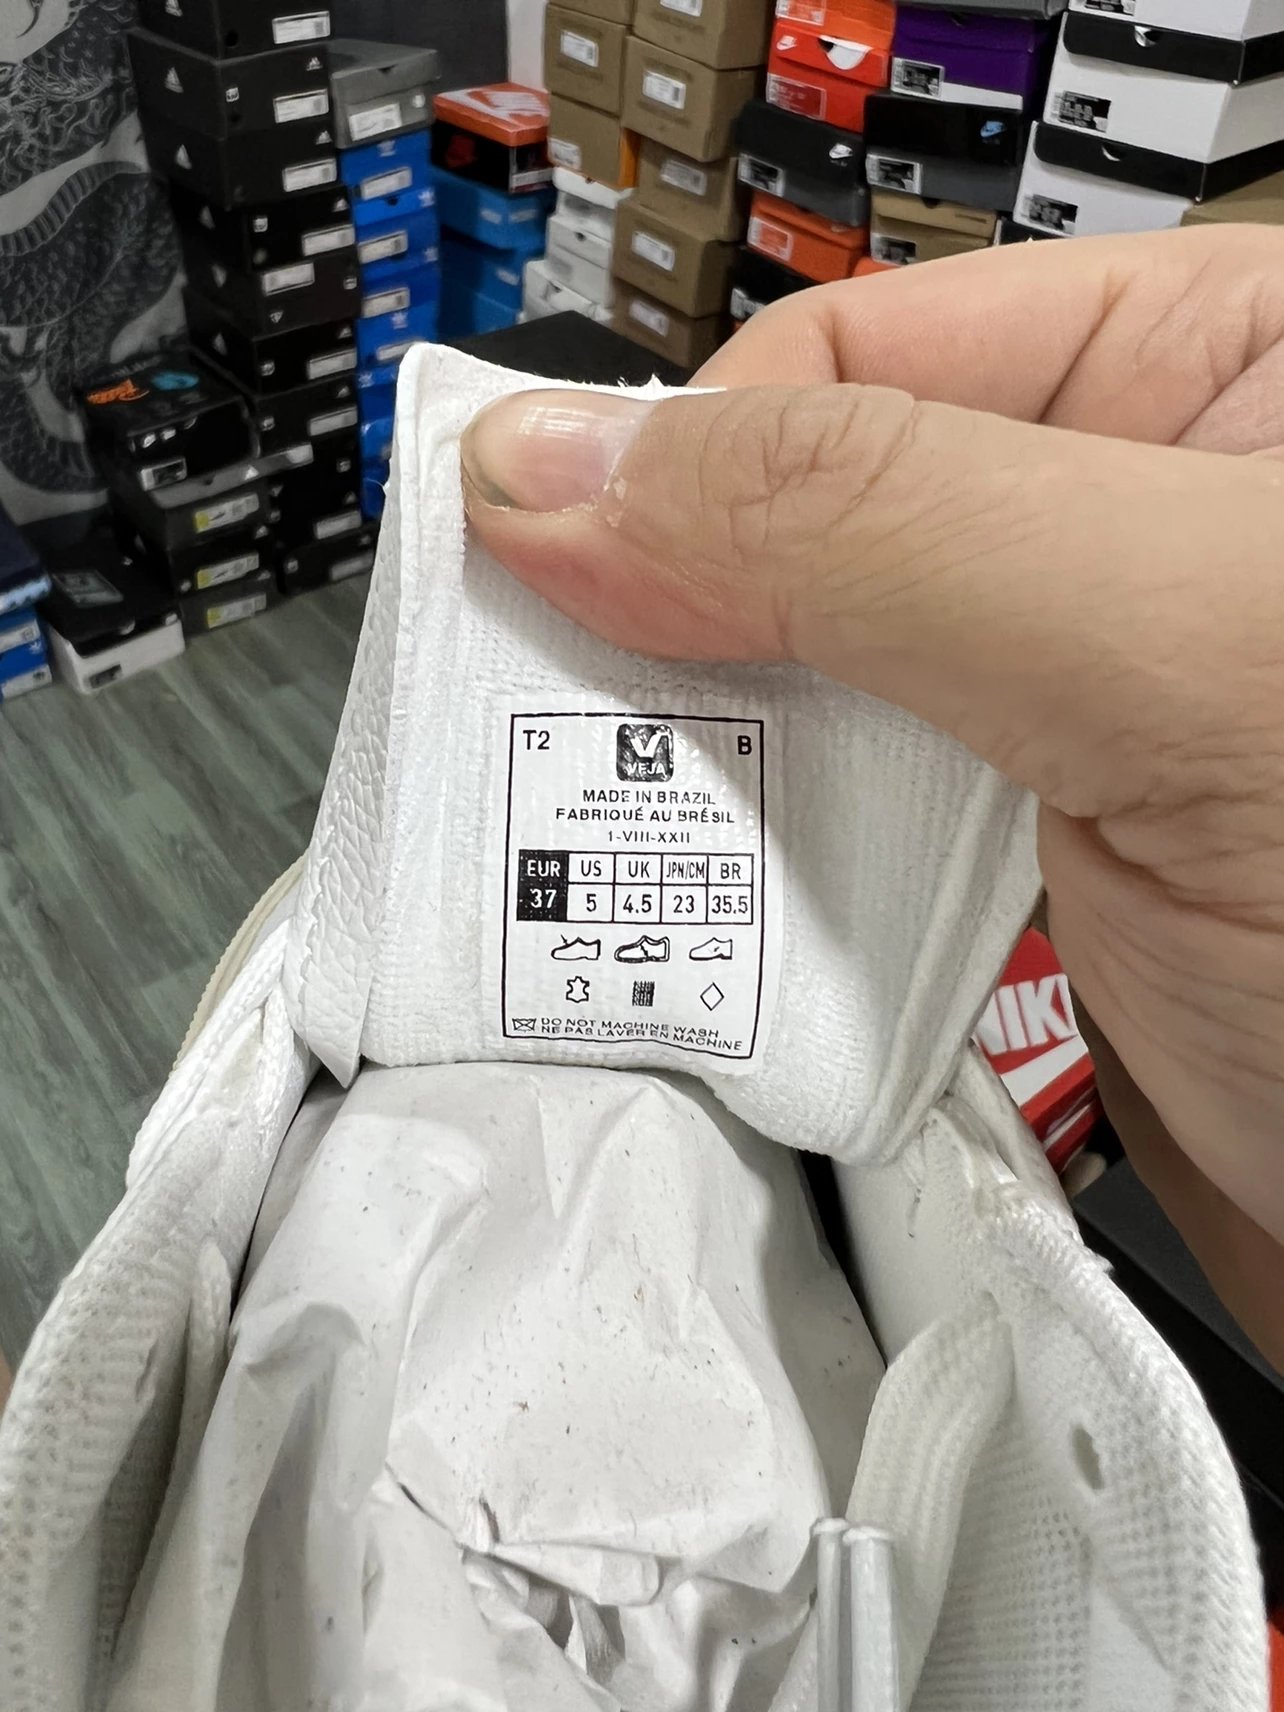 T2
B
VEJA
MADE IN BRAZIL
FABRIQUÉ AU BRÉSIL
1-VIII-XXII
EUR US UK JPN/CM BR
37 5 4.5 23 35.5
DO NOT MACHINE WASH
NE PAS LAVER EN MACHINE
NIKE